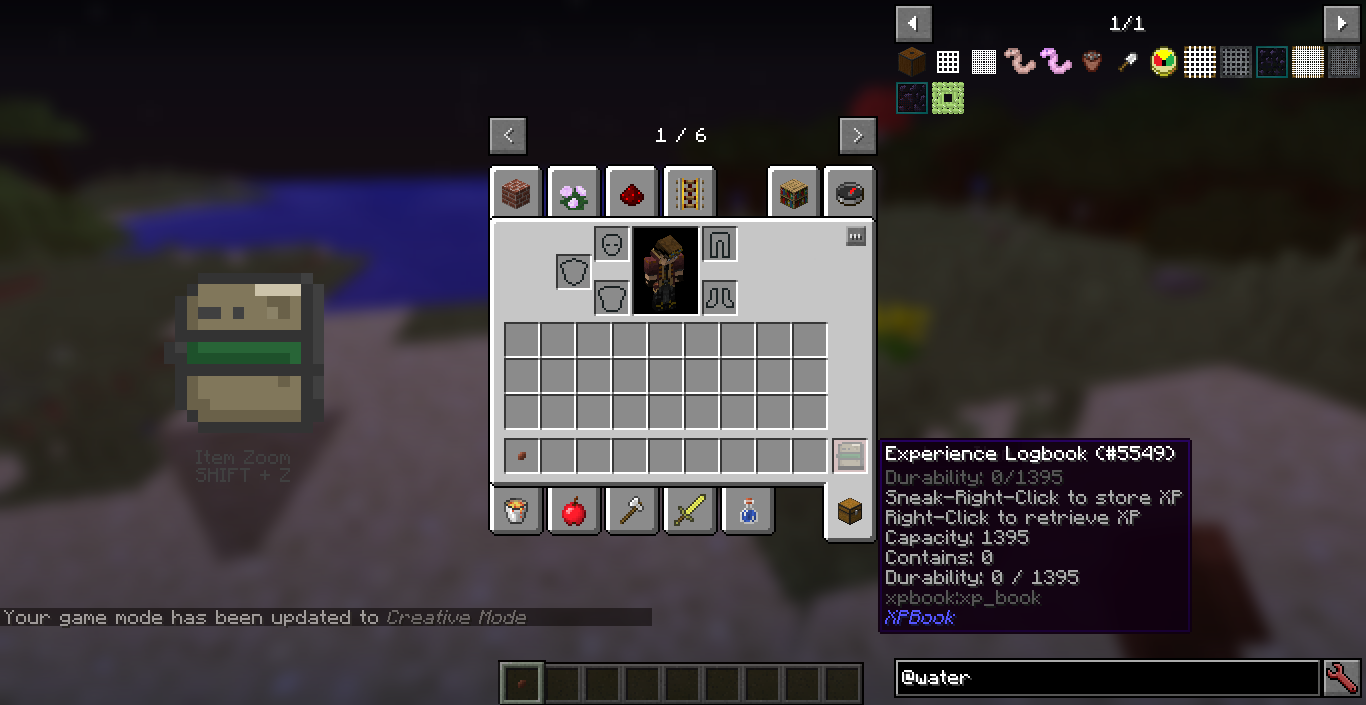 1/1
1 / 6
Item Zoom
SHIFT + Z
Experience Logbook (#5549)
Durability: 0/1395
Sneak-Right-Click to store XP
Right-Click to retrieve XP
Capacity: 1395
Contains: 0
Durability: 0 / 1395
xpbook:xp_book
XPBook
Your game mode has been updated to Creative Mode
@water